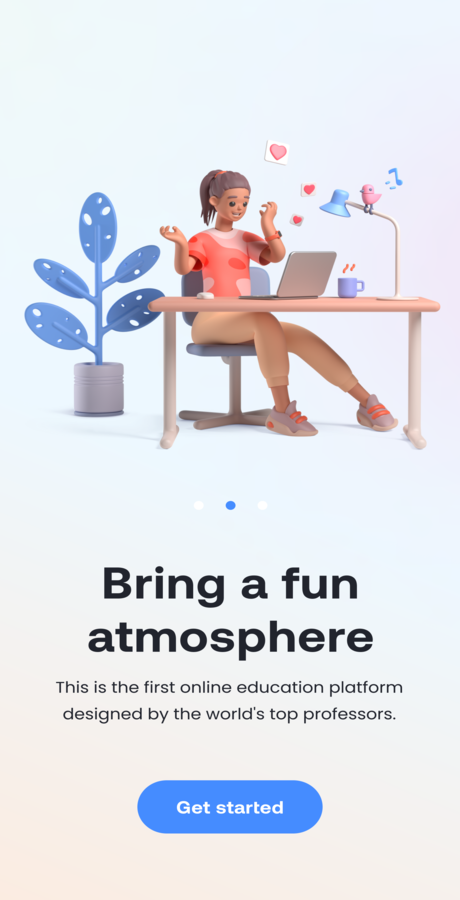 Bring a fun
atmosphere
This is the first online education platform
designed by the world's top professors.
Get started